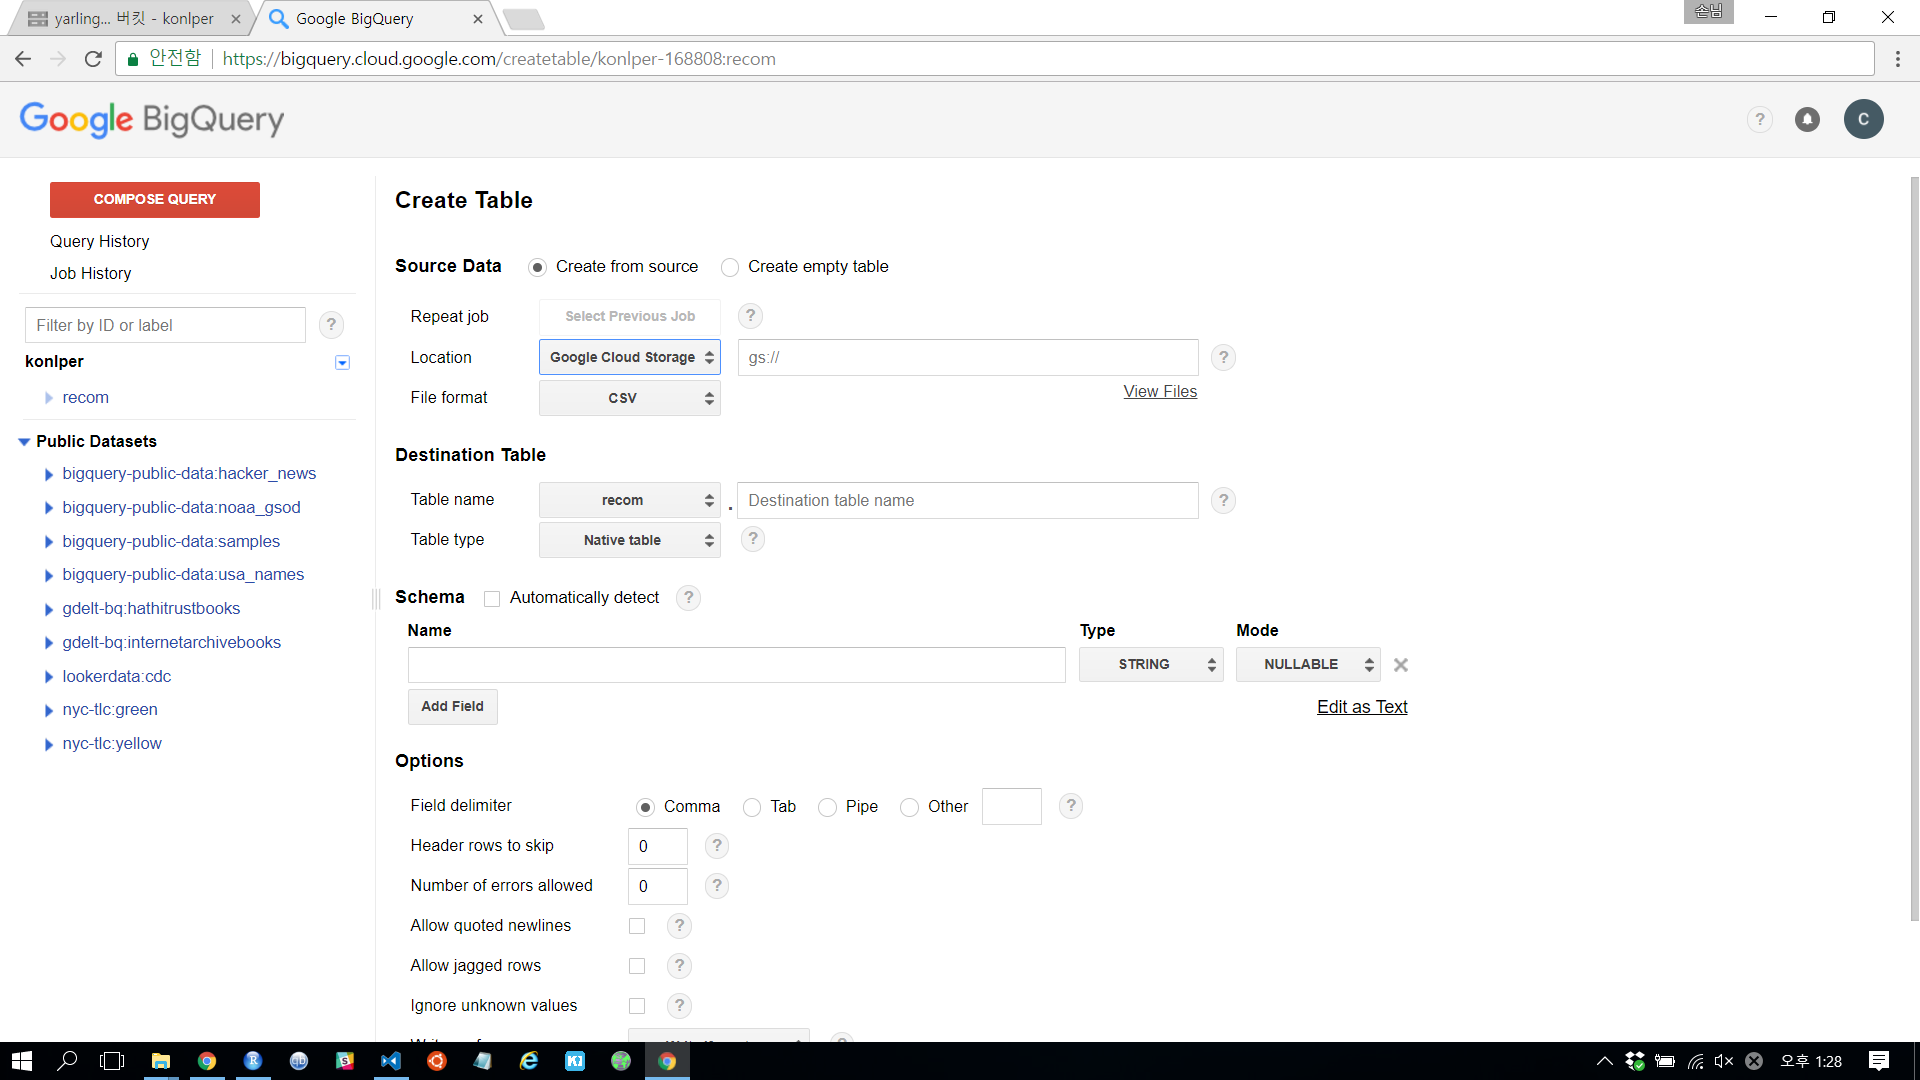 yarling... 버킷 - konlper
Google BigQuery
손님
안전함
https://bigquery.cloud.google.com/createtable/konlper-168808:recom
Google BigQuery
?
C
COMPOSE QUERY
Query History
Job History
Filter by ID or label
?
konlper
recom
Public Datasets
bigquery-public-data:hacker_news
bigquery-public-data:noaa_gsod
bigquery-public-data:samples
bigquery-public-data:usa_names
gdelt-bq:hathitrustbooks
gdelt-bq:internetarchivebooks
lookerdata:cdc
nyc-tlc:green
nyc-tlc:yellow
Create Table
Source Data Create from source Create empty table
Repeat job Select Previous Job ?
Location Google Cloud Storage gs:// ?
File format CSV View Files
Destination Table
Table name recom . Destination table name ?
Table type Native table ?
Schema Automatically detect ?
Name Type Mode
STRING NULLABLE
Add Field Edit as Text
Options
Field delimiter Comma Tab Pipe Other ?
Header rows to skip 0 ?
Number of errors allowed 0 ?
Allow quoted newlines ?
Allow jagged rows ?
Ignore unknown values ?
오후 1:28